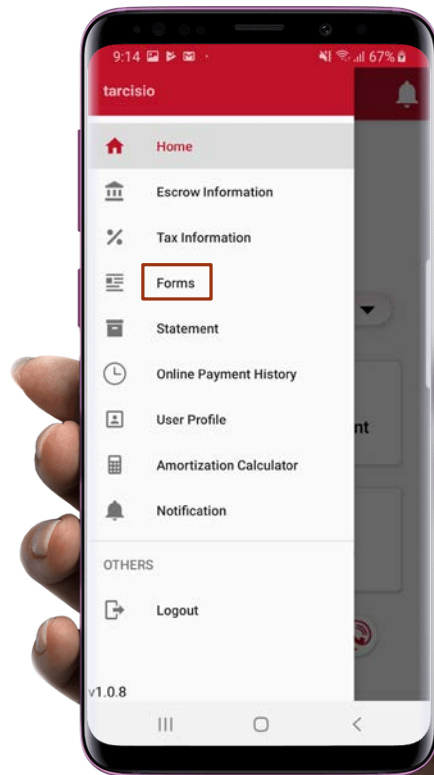 9:14
67%
tarcisio
Home
Escrow Information
Tax Information
Forms
Statement
Online Payment History
nt
User Profile
Amortization Calculator
Notification
OTHERS
Logout
v1.0.8